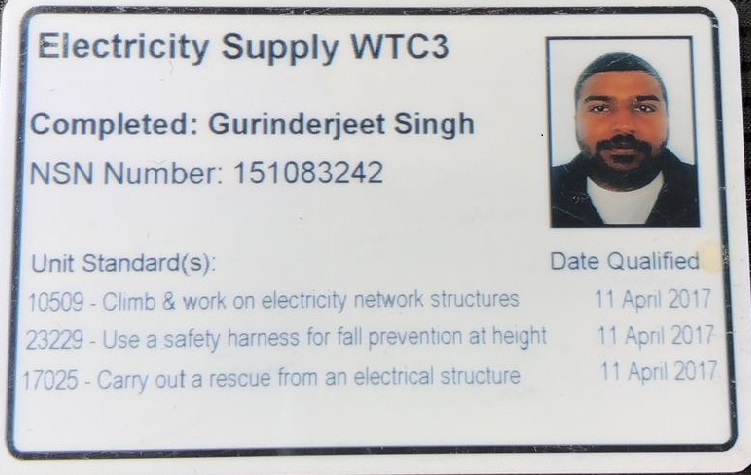 Electricity Supply WTC3
Completed: Gurinderjeet Singh
NSN Number: 151083242
Unit Standard(s): Date Qualified
10509 - Climb & work on electricity network structures 11 April 2017
23229 - Use a safety harness for fall prevention at height 11 April 2017
17025 - Carry out a rescue from an electrical structure 11 April 2017